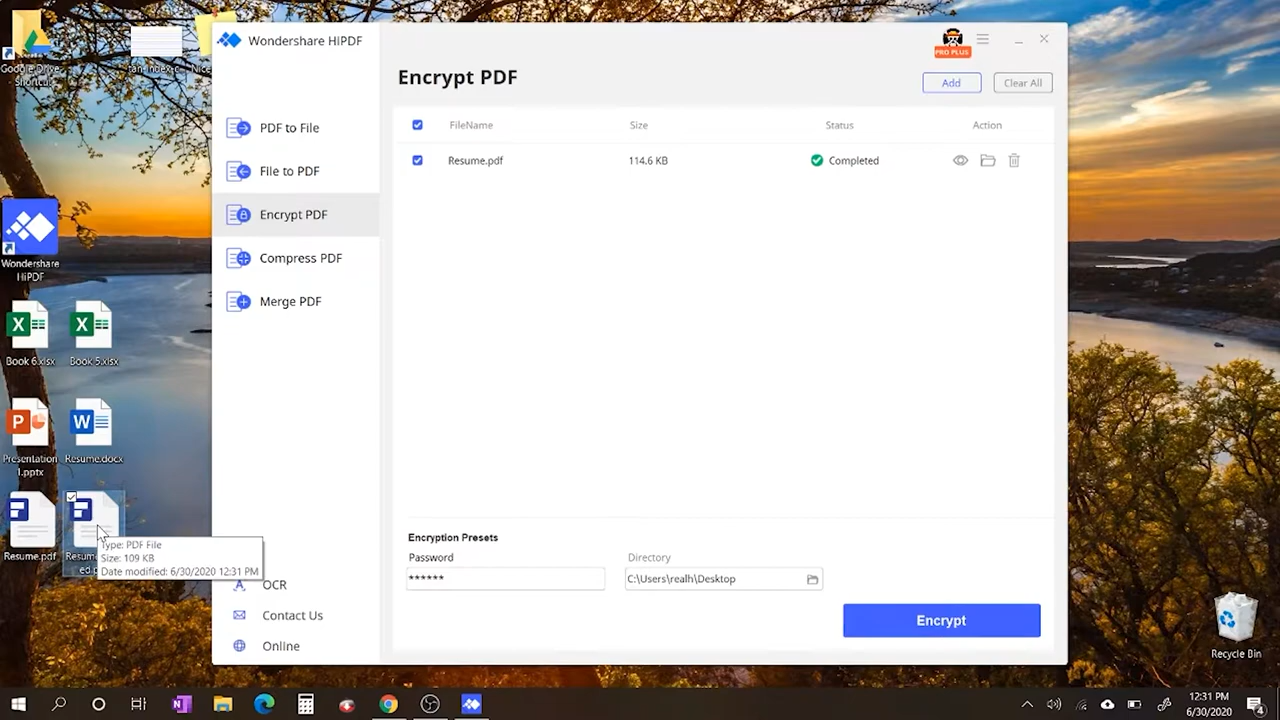 Google Drive
- Shortcut
Wondershare
HiPDF
Book 6.xlsx
Book 5.xlsx
Presentation
1.pptx
Resume.docx
Resume.pdf
Type: PDF File
Size: 109 KB
Date modified: 6/30/2020 12:31 PM
Wondershare HiPDF
PDF to File
File to PDF
Encrypt PDF
Compress PDF
Merge PDF
OCR
Contact Us
Online
PRO PLUS
Encrypt PDF
Add
Clear All
FileName Size Status Action
Resume.pdf 114.6 KB Completed
Encryption Presets
Password
******
Directory
C:\Users\realh\Desktop
Encrypt
Recycle Bin
12:31 PM
6/30/2020
4